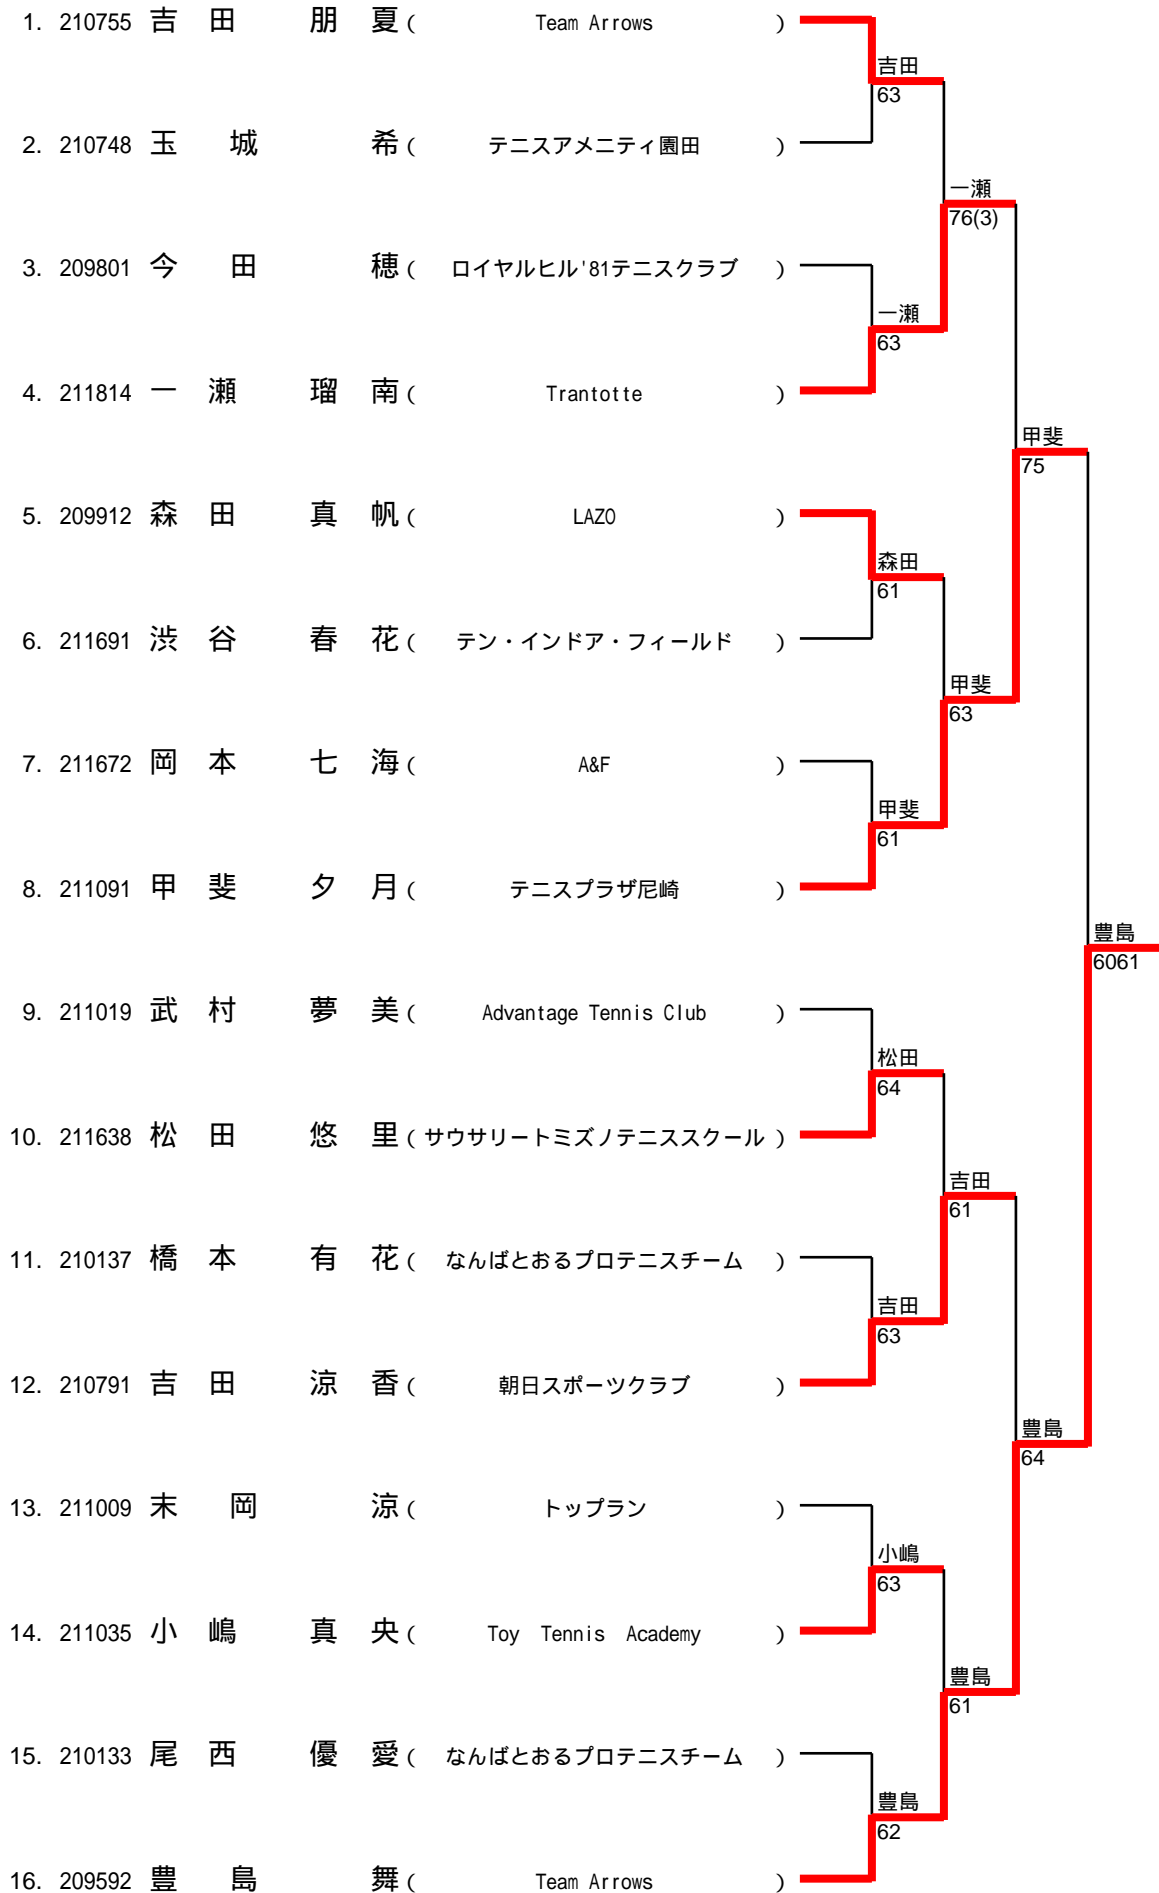 1. 210755 吉田 朋夏 ( Team Arrows )
吉田
63
2. 210748 玉城 希 ( テニスアメニティ園田 )
一瀬
76(3)
3. 209801 今田 穂 ( ロイヤルヒル'81テニスクラブ )
一瀬
63
4. 211814 一瀬 瑠南 ( Trantotte )
甲斐
75
5. 209912 森田 真帆 ( LAZO )
森田
61
6. 211691 渋谷 春花 ( テン・インドア・フィールド )
甲斐
63
7. 211672 岡本 七海 ( A&F )
甲斐
61
8. 211091 甲斐 夕月 ( テニスプラザ尼崎 )
豊島
6061
9. 211019 武村 夢美 ( Advantage Tennis Club )
松田
64
10. 211638 松田 悠里 ( サウサリートミズノテニススクール )
吉田
61
11. 210137 橋本 有花 ( なんばとおるプロテニスチーム )
吉田
63
12. 210791 吉田 涼香 ( 朝日スポーツクラブ )
豊島
64
13. 211009 末岡 涼 ( トップラン )
小嶋
63
14. 211035 小嶋 真央 ( Toy Tennis Academy )
豊島
61
15. 210133 尾西 優愛 ( なんばとおるプロテニスチーム )
豊島
62
16. 209592 豊島 舞 ( Team Arrows )